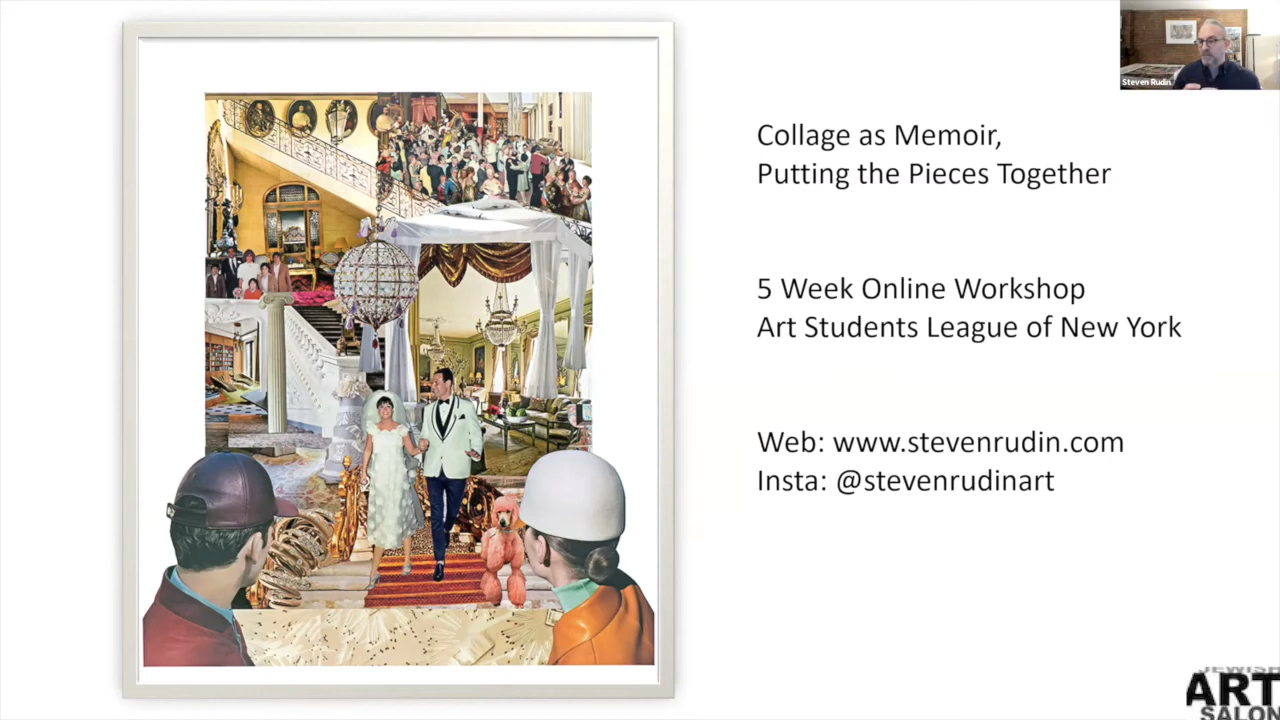 Steven Rudin
Collage as Memoir,
Putting the Pieces Together
5 Week Online Workshop
Art Students League of New York
Web: www.stevenrudin.com
Insta: @stevenrudinart
JEWISH
ART
SALON